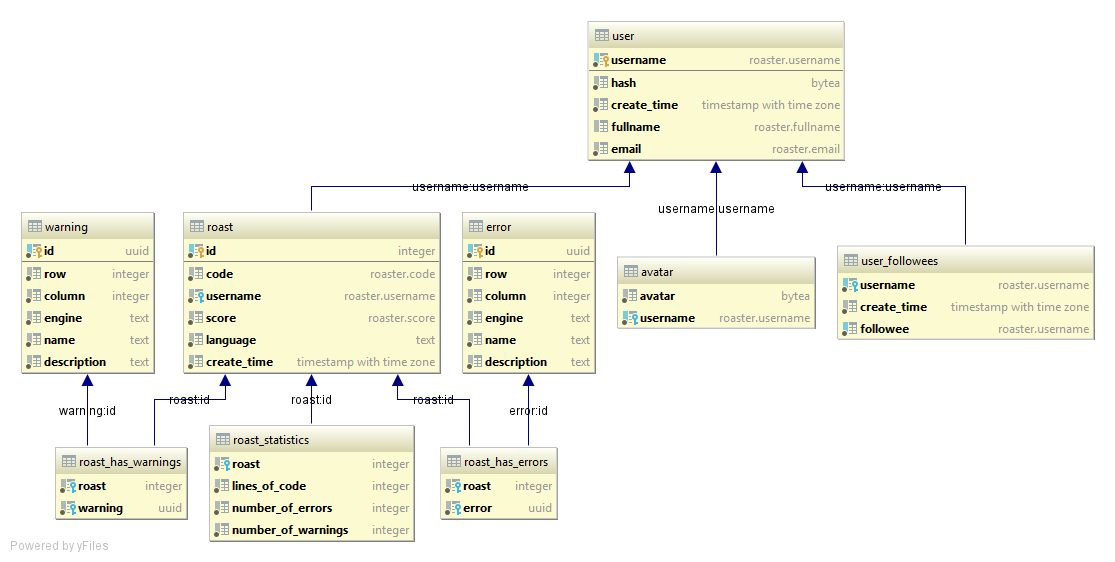 user
username roaster.username
hash bytea
create_time timestamp with time zone
fullname roaster.fullname
email roaster.email
username:username
username:username
username:username
warning
id uuid
row integer
column integer
engine text
name text
description text
roast
id integer
code roaster.code
username roaster.username
score roaster.score
language text
create_time timestamp with time zone
error
id uuid
row integer
column integer
engine text
name text
description text
avatar
avatar bytea
username roaster.username
user_followees
username roaster.username
create_time timestamp with time zone
followee roaster.username
warning:id
roast:id
roast:id
roast:id
error:id
roast_has_warnings
roast integer
warning uuid
roast_statistics
roast integer
lines_of_code integer
number_of_errors integer
number_of_warnings integer
roast_has_errors
roast integer
error uuid
Powered by yFiles